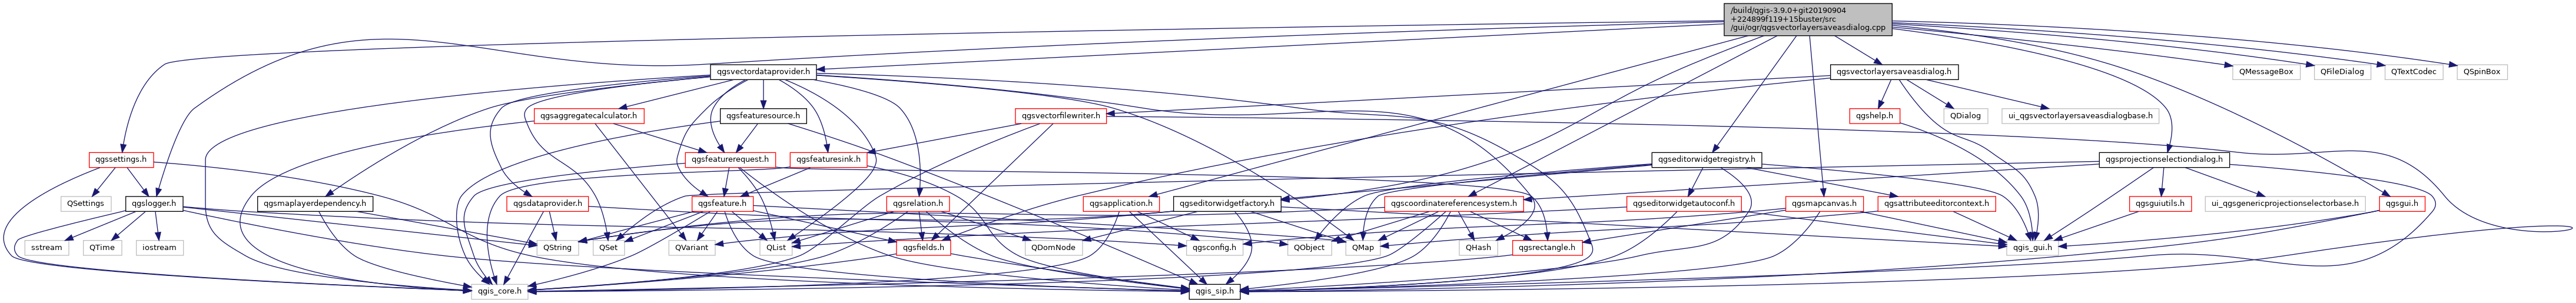 /build/qgis-3.9.0+git20190904
+224899f119+15buster/src
/gui/ogr/qgsvectorlayersaveasdialog.cpp
qgsvectordataprovider.h
qgsvectorlayersaveasdialog.h
QMessageBox
QFileDialog
QTextCodec
QSpinBox
qgsaggregatecalculator.h
qgsfeaturesource.h
qgsvectorfilewriter.h
qgshelp.h
QDialog
ui_qgsvectorlayersaveasdialogbase.h
qgssettings.h
qgsfeaturerequest.h
qgsfeaturesink.h
qgseditorwidgetregistry.h
qgsprojectionselectiondialog.h
QSettings
qgslogger.h
qgsmaplayerdependency.h
qgsdataprovider.h
qgsfeature.h
qgsrelation.h
qgsapplication.h
qgseditorwidgetfactory.h
qgscoordinatereferencesystem.h
qgseditorwidgetautoconf.h
qgsmapcanvas.h
qgsattributeeditorcontext.h
qgsguiutils.h
ui_qgsgenericprojectionselectorbase.h
qgsgui.h
sstream
QTime
iostream
QString
QSet
QVariant
QList
qgsfields.h
QDomNode
qgsconfig.h
QObject
QMap
QHash
qgsrectangle.h
qgis_gui.h
qgis_core.h
qgis_sip.h